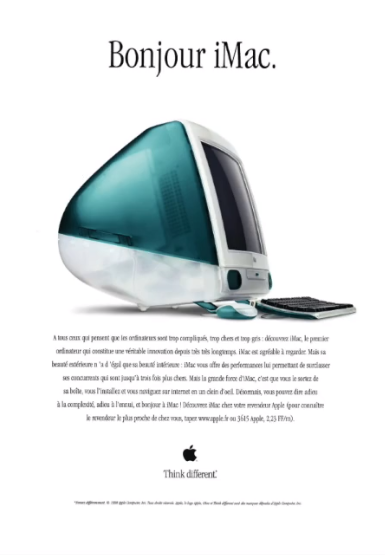 Bonjour iMac.
A tous ceux qui pensent que les ordinateurs sont trop compliqués, trop chers et trop gris : découvrez iMac, le premier
ordinateur qui constitue une véritable innovation depuis très très longtemps. iMac est agréable à regarder. Mais sa
beauté extérieure n'a d'égal que sa beauté intérieure : iMac vous offre des performances lui permettant de surclasser
ses concurrents qui sont jusqu'à trois fois plus chers. Mais la grande force d'iMac, c'est que vous le sortez de
sa boîte, vous l'installez et vous naviguez sur internet en un clein d'oeil. Désormais, vous pouvez dire adieu
à la complexité, adieu à l'ennui, et bonjour à iMac ! Découvrez iMac chez votre revendeur Apple (pour connaître
le revendeur le plus proche de chez vous, tapez www.apple.fr ou 3615 Apple, 2,23 FF/m).
Think different.